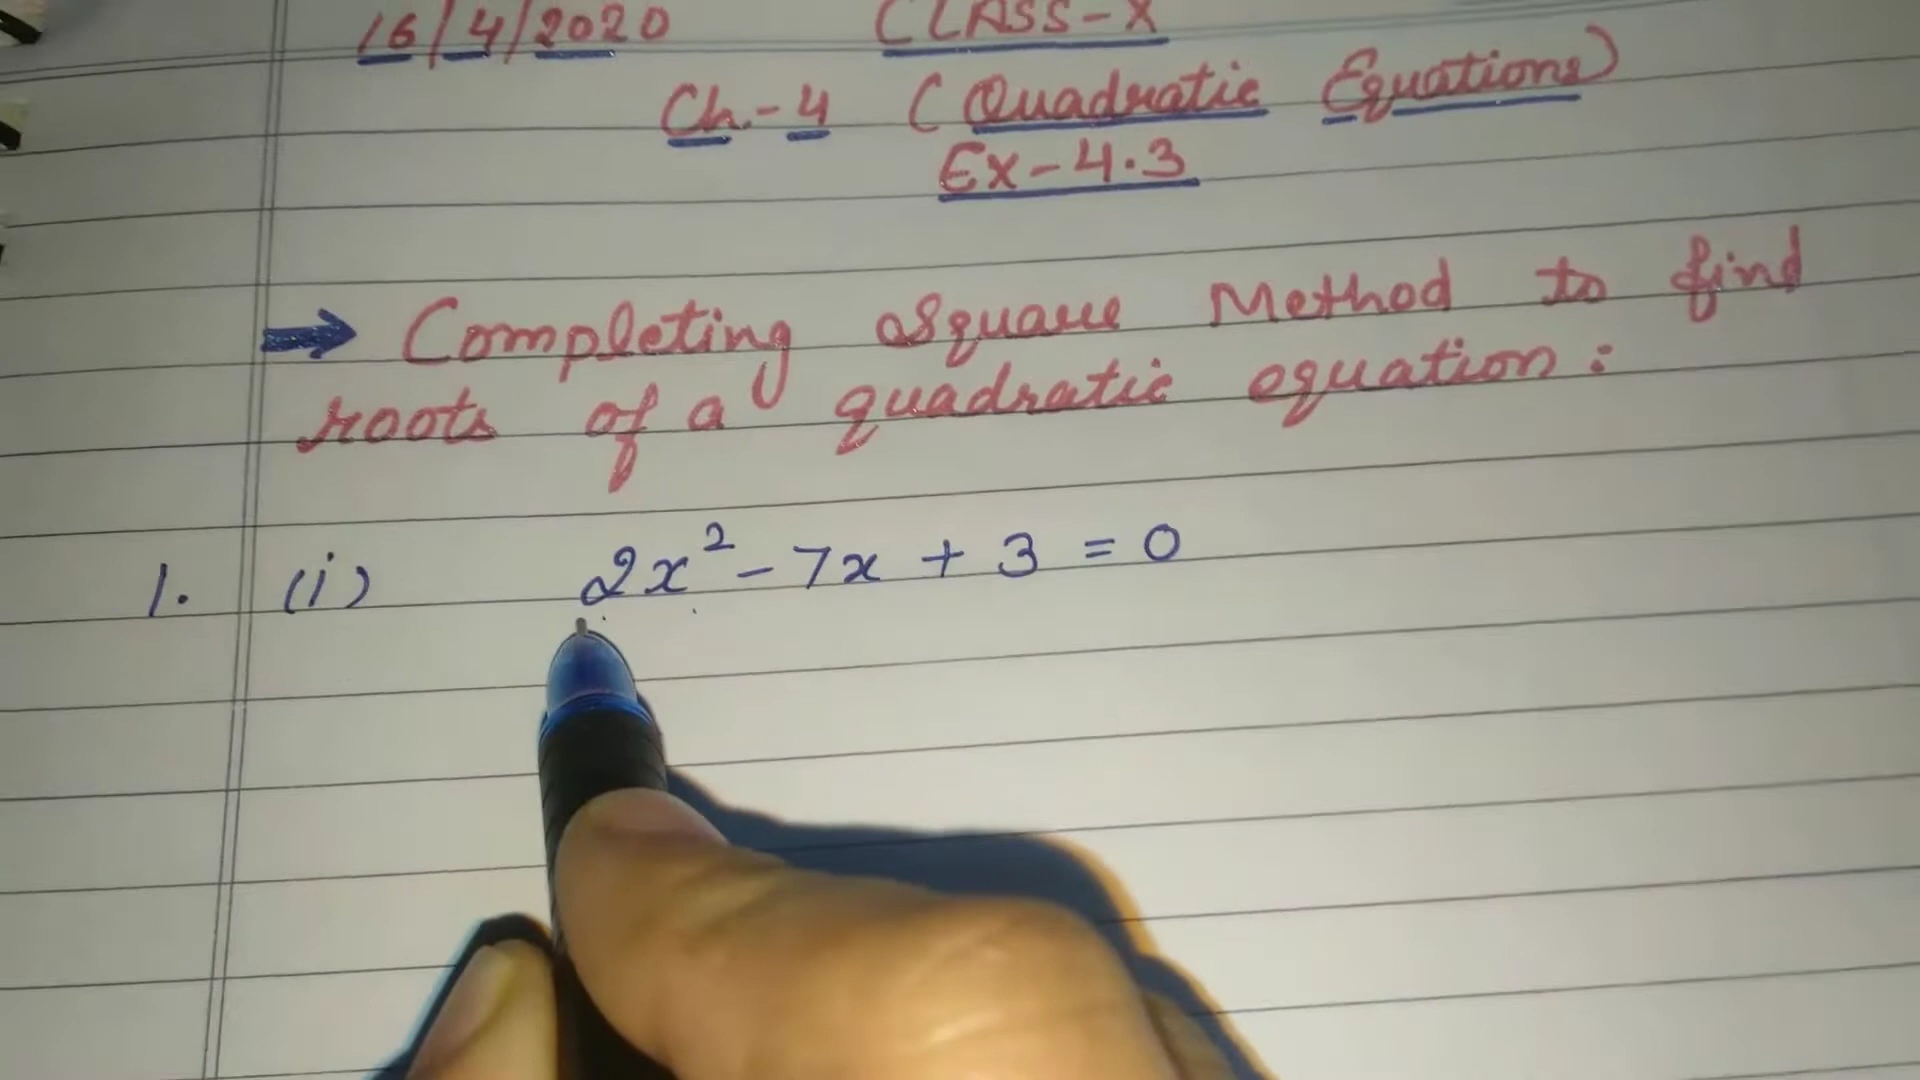 16/4/2020 CLASS-X
Ch-4 (Quadratic Equations)
Ex-4.3
→ Completing Square Method to find
roots of a quadratic equation:
1. (i) 2x² - 7x + 3 = 0